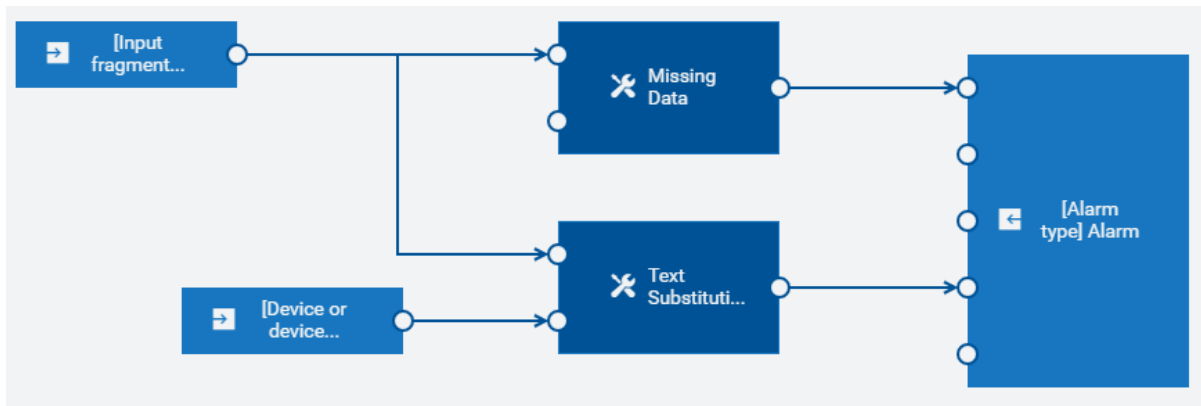 [Input
fragment...
Missing
Data
[Alarm
type] Alarm
Text
Substituti...
[Device or
device...